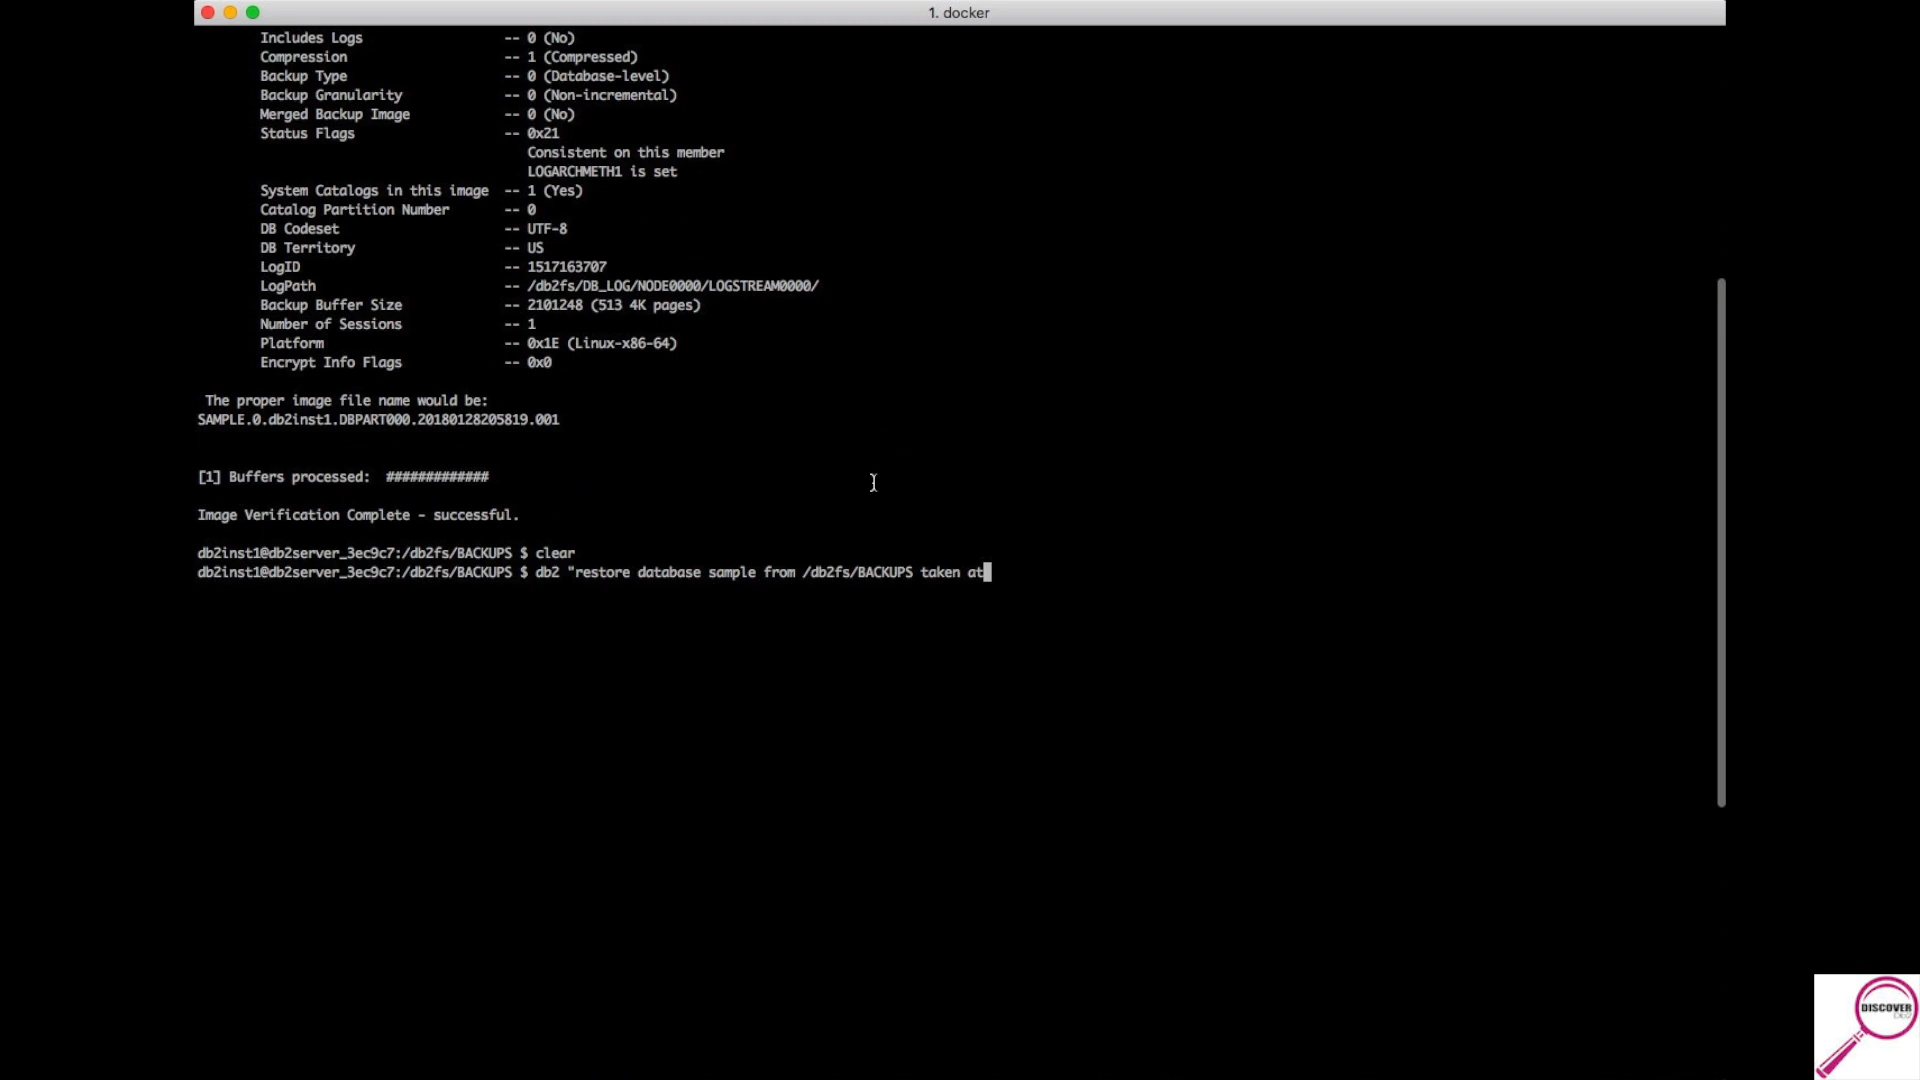 1. docker
Includes Logs -- 0 (No)
Compression -- 1 (Compressed)
Backup Type -- 0 (Database-level)
Backup Granularity -- 0 (Non-incremental)
Merged Backup Image -- 0 (No)
Status Flags -- 0x21
Consistent on this member
LOGARCHMETH1 is set
System Catalogs in this image -- 1 (Yes)
Catalog Partition Number -- 0
DB Codeset -- UTF-8
DB Territory -- US
LogID -- 1517163707
LogPath -- /db2fs/DB_LOG/NODE0000/LOGSTREAM0000/
Backup Buffer Size -- 2101248 (513 4K pages)
Number of Sessions -- 1
Platform -- 0x1E (Linux-x86-64)
Encrypt Info Flags -- 0x0
The proper image file name would be:
SAMPLE.0.db2inst1.DBPART000.20180128205819.001
[1] Buffers processed: #############
Image Verification Complete - successful.
db2inst1@db2server_3ec9c7:/db2fs/BACKUPS $ clear
db2inst1@db2server_3ec9c7:/db2fs/BACKUPS $ db2 "restore database sample from /db2fs/BACKUPS taken at
DISCOVER
Db2